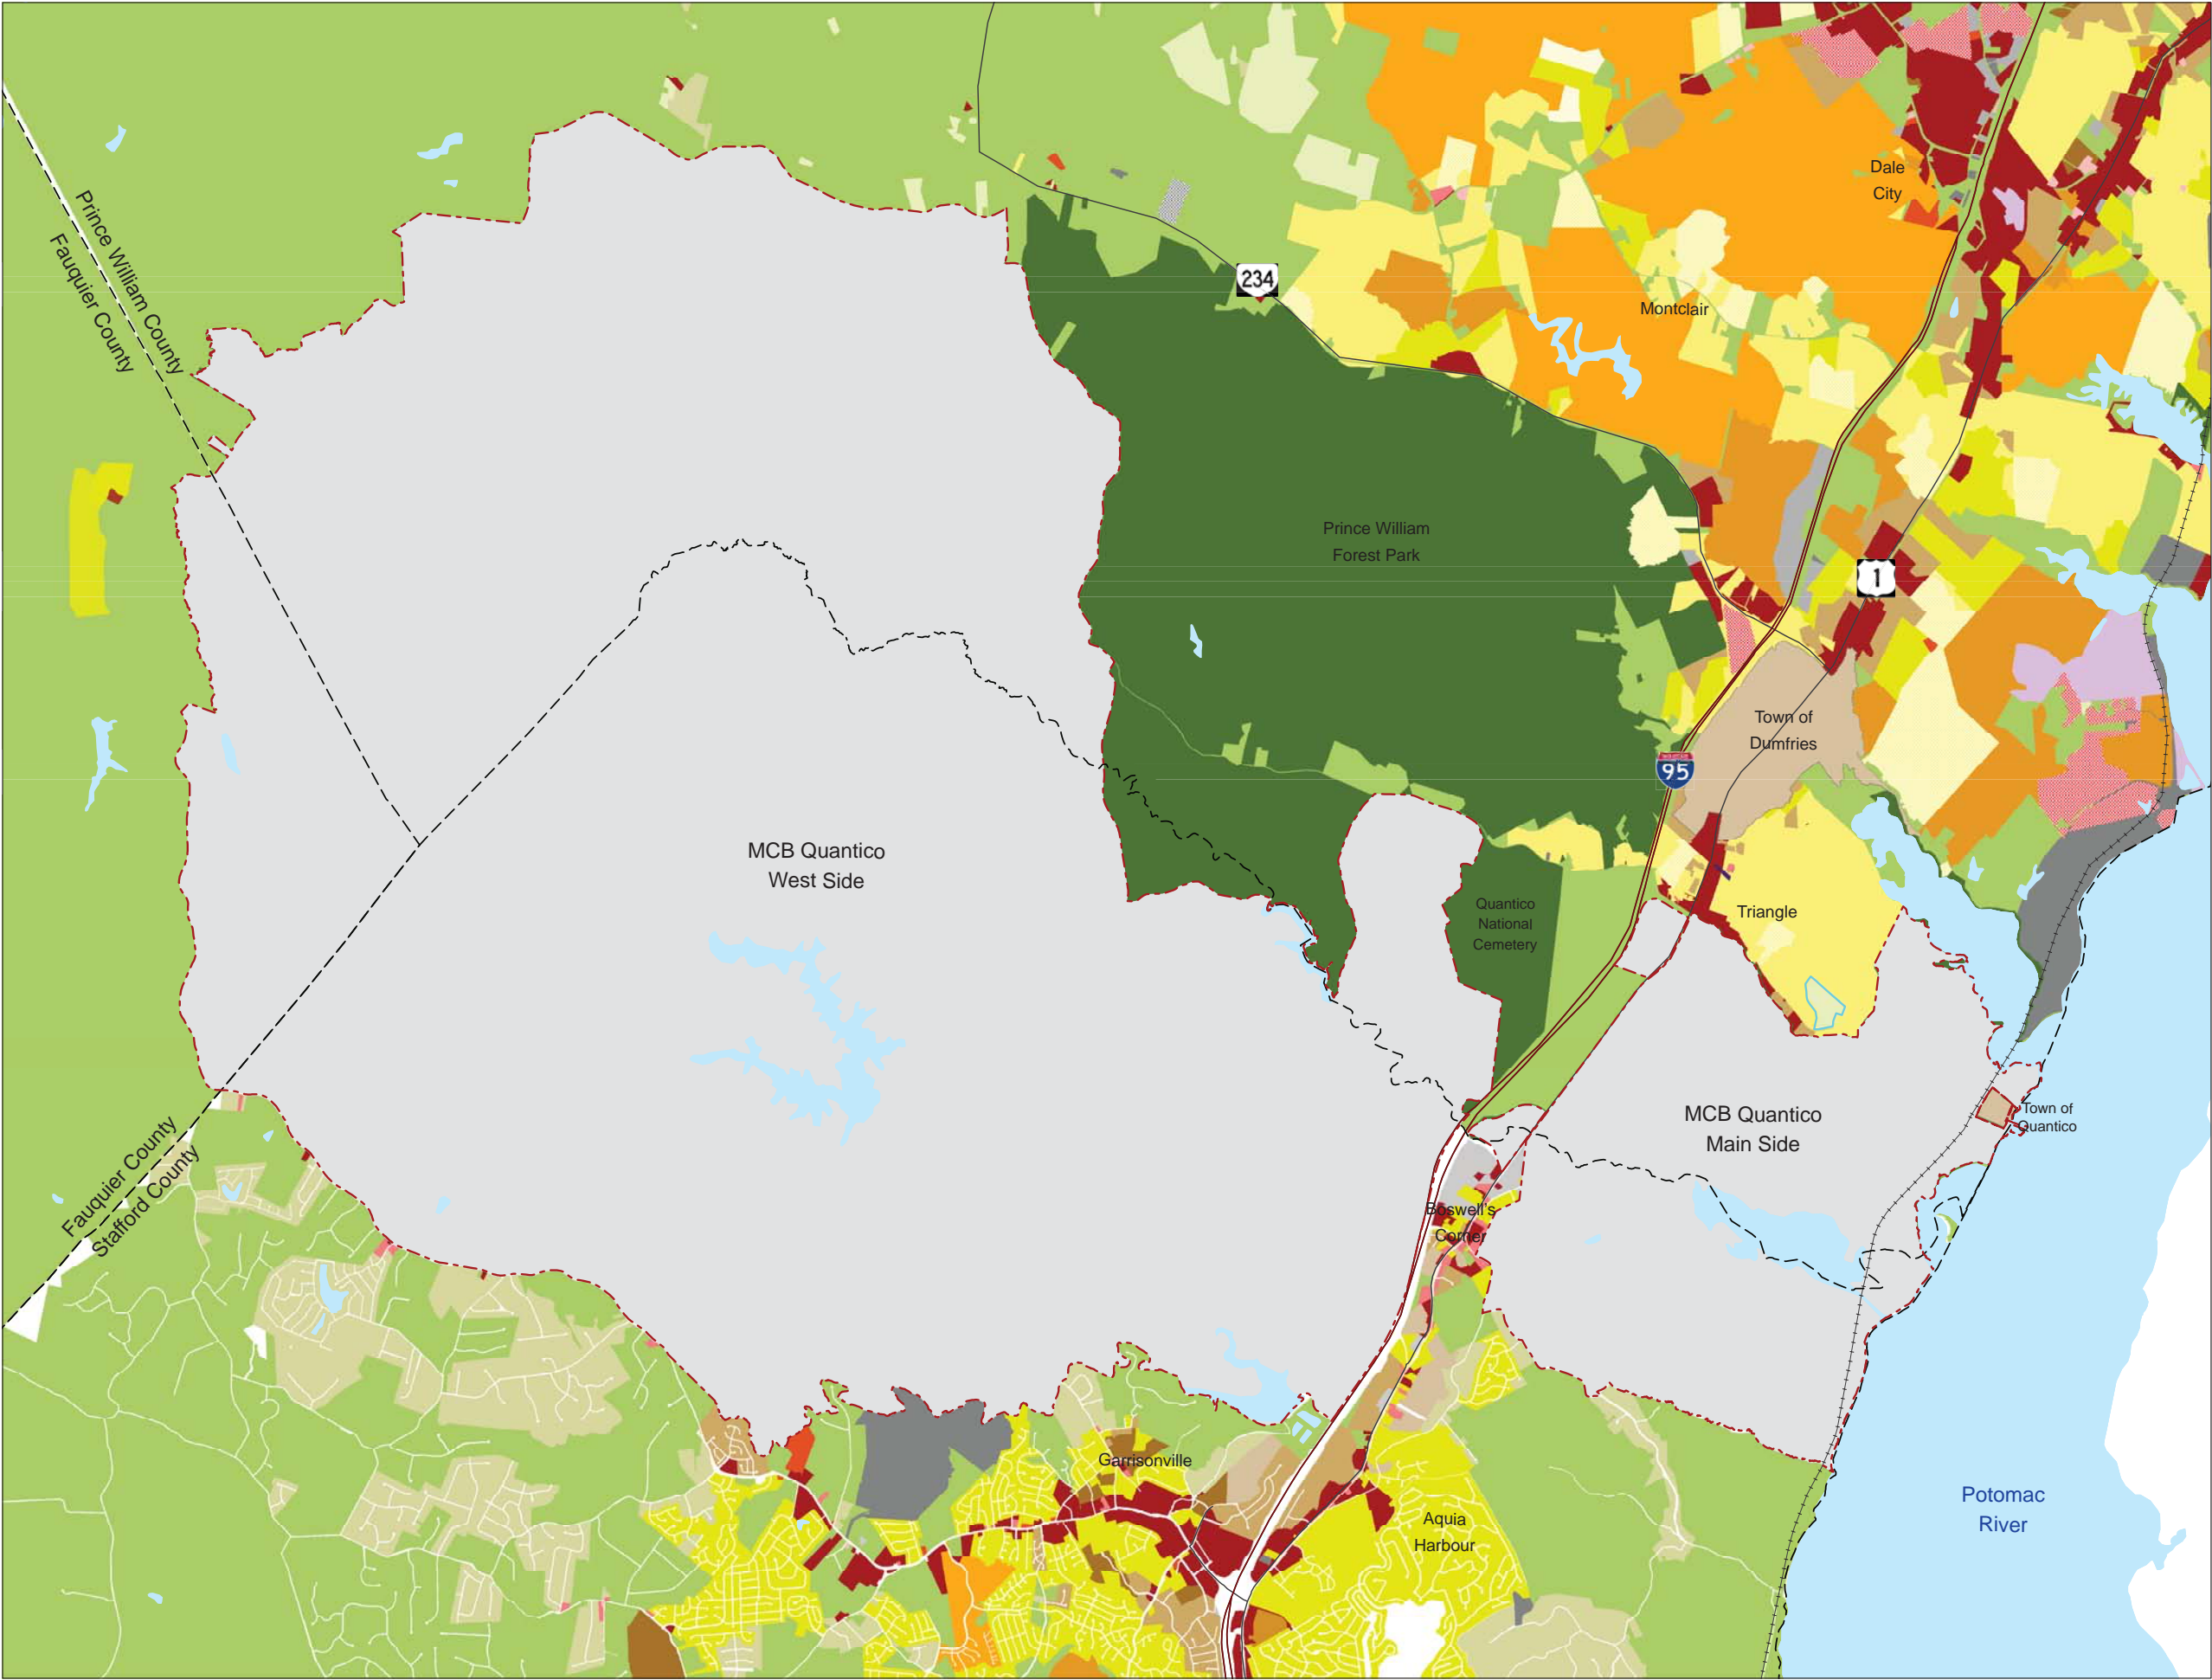 Dale
City
Prince William County
Fauquier County
234
Montclair
Prince William
Forest Park
1
Town of
Dumfries
95
MCB Quantico
West Side
Quantico
National
Cemetery
Triangle
MCB Quantico
Main Side
Town of
Quantico
Fauquier County
Stafford County
Boswell's
Corner
Garrisonville
Aquia
Harbour
Potomac
River